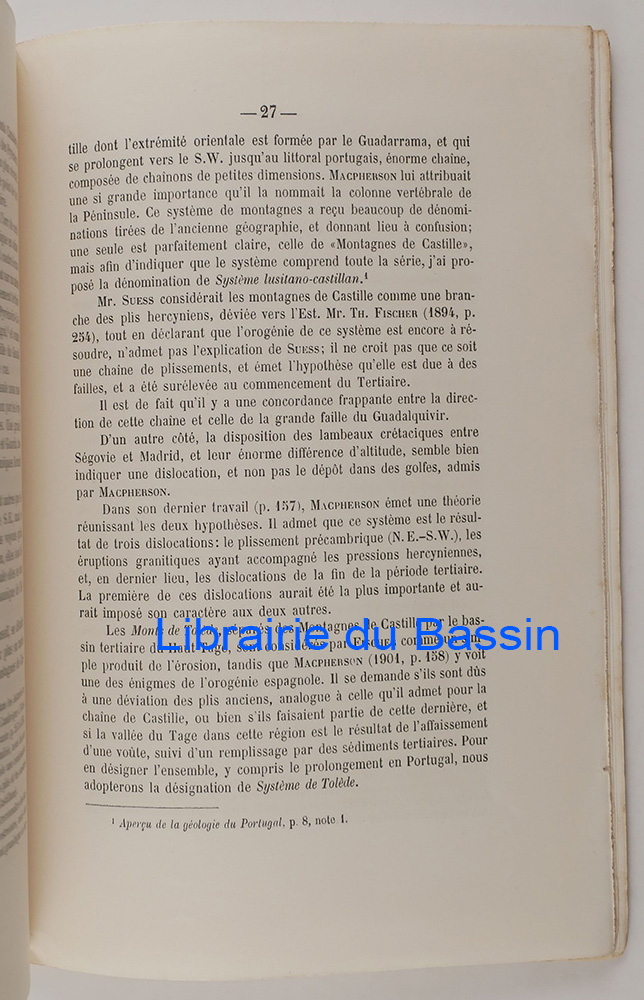 — 27 —
tille dont l'extrémité orientale est formée par le Guadarrama, et qui
se prolongent vers le S.W. jusqu'au littoral portugais, énorme chaîne,
composée de chaînons de petites dimensions. MACPHERSON lui attribuait
une si grande importance qu'il la nommait la colonne vertébrale de
la Péninsule. Ce système de montagnes a reçu beaucoup de dénomi-
nations tirées de l'ancienne géographie, et donnant lieu à confusion;
une seule est parfaitement claire, celle de «Montagnes de Castille»,
mais afin d'indiquer que le système comprend toute la série, j'ai pro-
posé la dénomination de Système lusitano-castillan.¹
Mr. SUESS considérait les montagnes de Castille comme une bran-
che des plis hercyniens, déviée vers l'Est. Mr. TH. FISCHER (1894, p.
254), tout en déclarant que l'orogénie de ce système est encore à ré-
soudre, n'admet pas l'explication de SUESS; il ne croit pas que ce soit
une chaîne de plissements, et émet l'hypothèse qu'elle est due à des
failles, et a été surélevée au commencement du Tertiaire.
Il est de fait qu'il y a une concordance frappante entre la direc-
tion de cette chaîne et celle de la grande faille du Guadalquivir.
D'un autre côté, la disposition des lambeaux crétaciques entre
Ségovie et Madrid, et leur énorme différence d'altitude, semble bien
indiquer une dislocation, et non pas le dépôt dans des golfes, admis
par MACPHERSON.
Dans son dernier travail (p. 157), MACPHERSON émet une théorie
réunissant les deux hypothèses. Il admet que ce système est le résul-
tat de trois dislocations: le plissement précambrique (N.E.-S.W.), les
éruptions granitiques ayant accompagné les pressions hercyniennes,
et, en dernier lieu, les dislocations de la fin de la période tertiaire.
La première de ces dislocations aurait été la plus importante et au-
rait imposé son caractère aux deux autres.
Les Monts de Tolède, séparés des Montagnes de Castille par le bas-
Librairie du Bassin
sin tertiaire du Haut Tage, sont considérés par FISCHER comme un sim-
ple produit de l'érosion, tandis que MACPHERSON (1901, p. 158) y voit
une des énigmes de l'orogénie espagnole. Il se demande s'ils sont dûs
à une déviation des plis anciens, analogue à celle qu'il admet pour la
chaîne de Castille, ou bien s'ils faisaient partie de cette dernière, et
si la vallée du Tage dans cette région est le résultat de l'affaissement
d'une voûte, suivi d'un remplissage par des sédiments tertiaires. Pour
en désigner l'ensemble, y compris le prolongement en Portugal, nous
adopterons la désignation de Système de Tolède.
¹ Aperçu de la géologie du Portugal, p. 8, note 1.